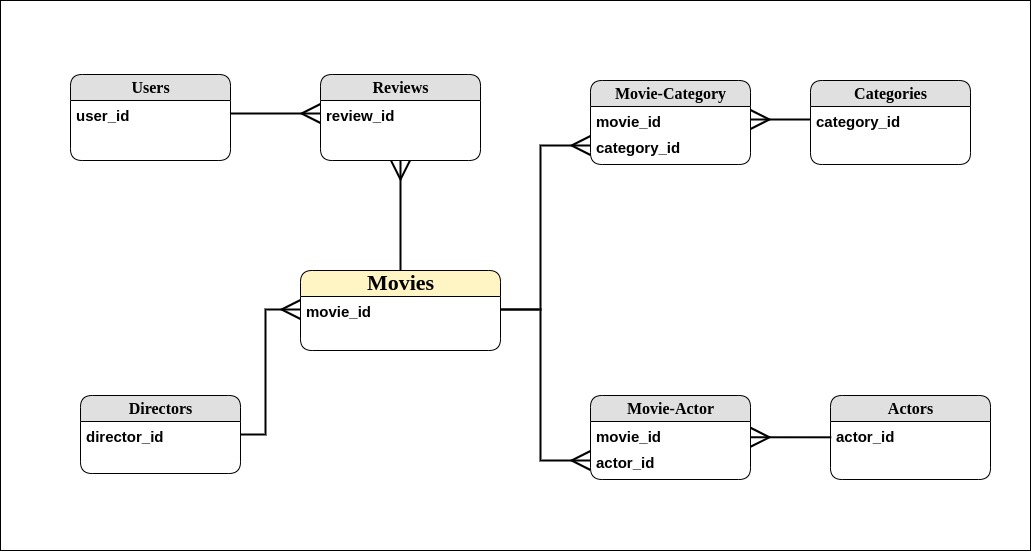 Users
user_id
Reviews
review_id
Movie-Category
movie_id
category_id
Categories
category_id
Movies
movie_id
Directors
director_id
Movie-Actor
movie_id
actor_id
Actors
actor_id